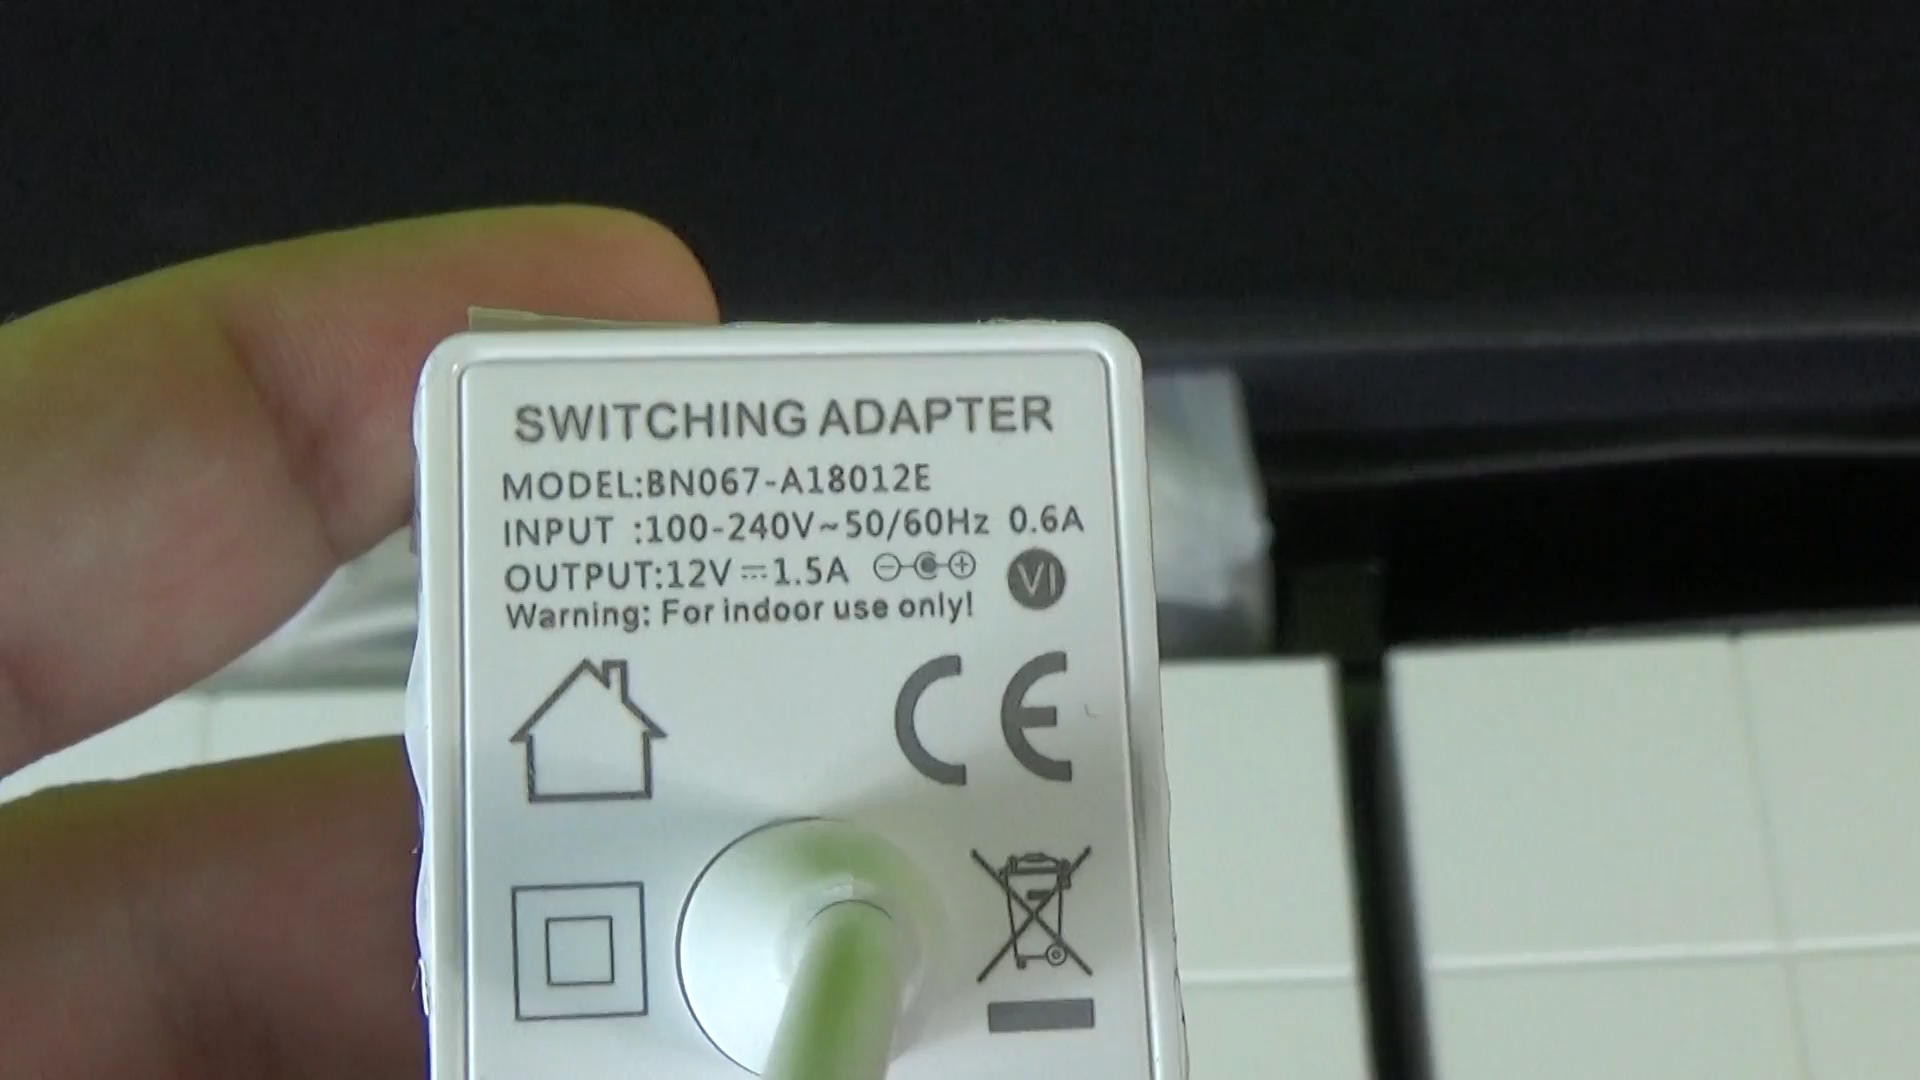 SWITCHING ADAPTER
MODEL:BN067-A18012E
INPUT :100-240V~50/60Hz 0.6A
OUTPUT:12V⎓1.5A VI
Warning: For indoor use only!
CE